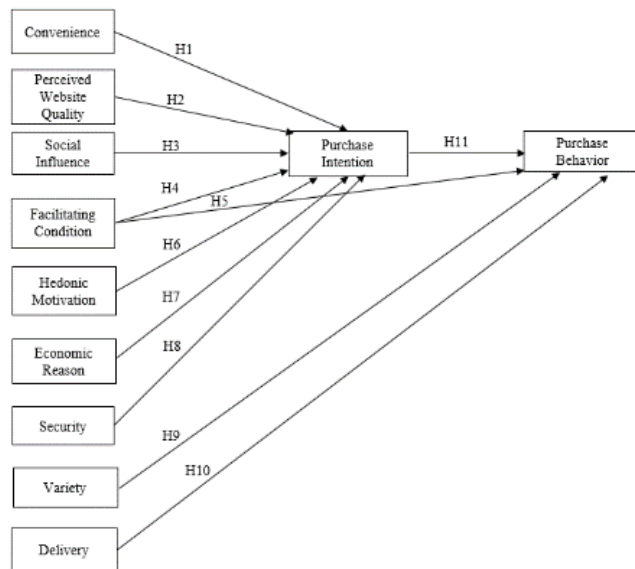 Convenience
H1
Perceived
Website
Quality
H2
Social
Influence
H3
Purchase
Intention
H11
Purchase
Behavior
H4
Facilitating
Condition
H5
H6
Hedonic
Motivation
H7
Economic
Reason
H8
Security
H9
Variety
H10
Delivery